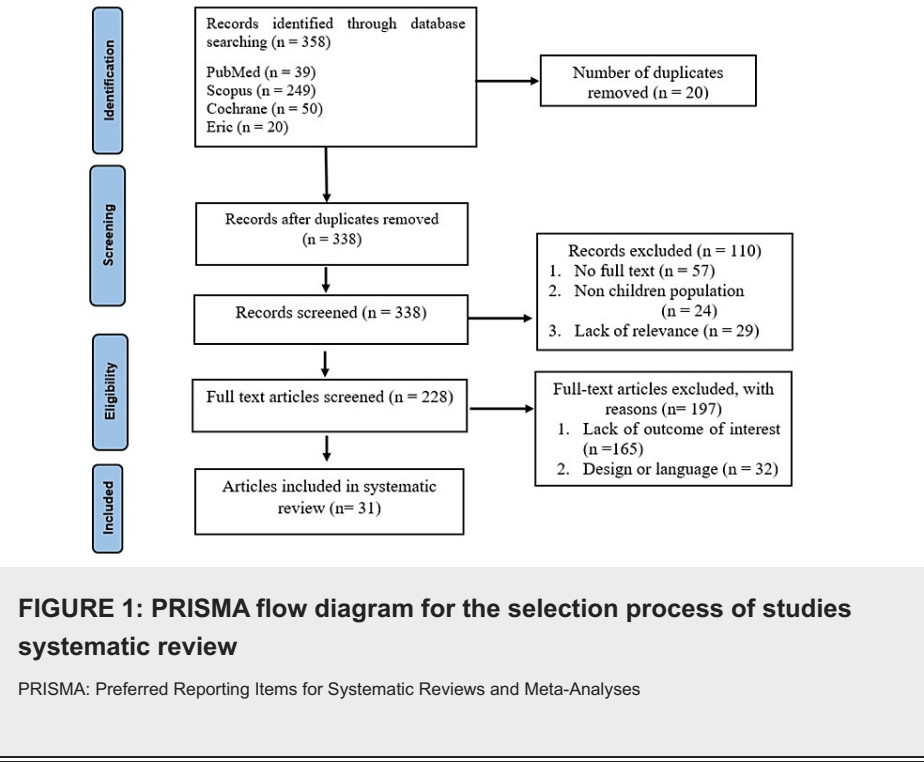 Identification
Records identified through database
searching (n = 358)
PubMed (n = 39)
Scopus (n = 249)
Cochrane (n = 50)
Eric (n = 20)
Number of duplicates
removed (n = 20)
Screening
Records after duplicates removed
(n = 338)
Records screened (n = 338)
Records excluded (n = 110)
1. No full text (n = 57)
2. Non children population
(n = 24)
3. Lack of relevance (n = 29)
Eligibility
Full text articles screened (n = 228)
Full-text articles excluded, with
reasons (n= 197)
1. Lack of outcome of interest
(n =165)
2. Design or language (n = 32)
Included
Articles included in systematic
review (n= 31)
FIGURE 1: PRISMA flow diagram for the selection process of studies
systematic review
PRISMA: Preferred Reporting Items for Systematic Reviews and Meta-Analyses